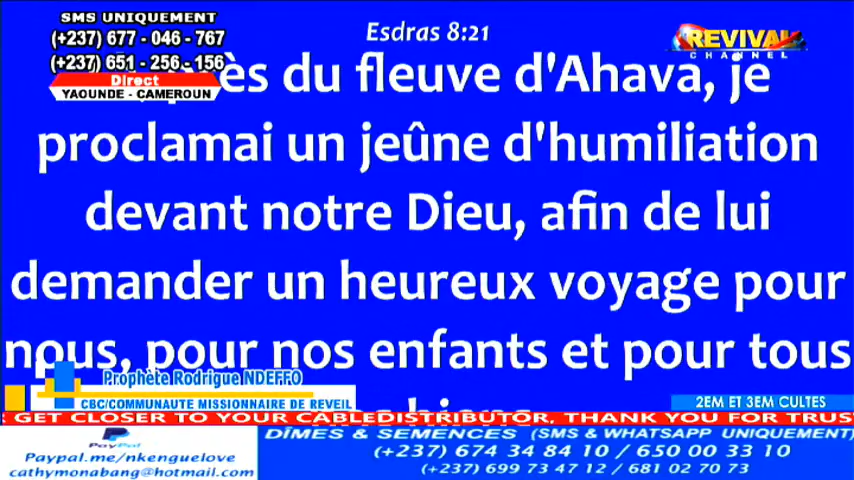 SMS UNIQUEMENT
(+237) 677 - 046 - 767
(+237) 651 - 256 - 156
Direct
YAOUNDE - CAMEROUN
Esdras 8:21
REVIVAL
CHANNEL
du fleuve d'Ahava, je
proclamai un jeûne d'humiliation
devant notre Dieu, afin de lui
demander un heureux voyage pour
nous, pour nos enfants et pour tous
Prophète Rodrigue NDEFFO
CBC/COMMUNAUTE MISSIONNAIRE DE REVEIL
2EM ET 3EM CULTES
GET CLOSER TO YOUR CABLEDISTRIBUTOR, THANK YOU FOR TRUS
PayPal
Paypal.me/nkenguelove
cathymonabang@hotmail.com
DÎMES & SEMENCES (SMS & WHATSAPP UNIQUEMENT)
(+237) 674 34 84 10 / 650 00 33 10
(+237) 699 73 47 12 / 681 02 70 73